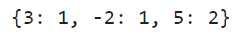 {3: 1, -2: 1, 5: 2}